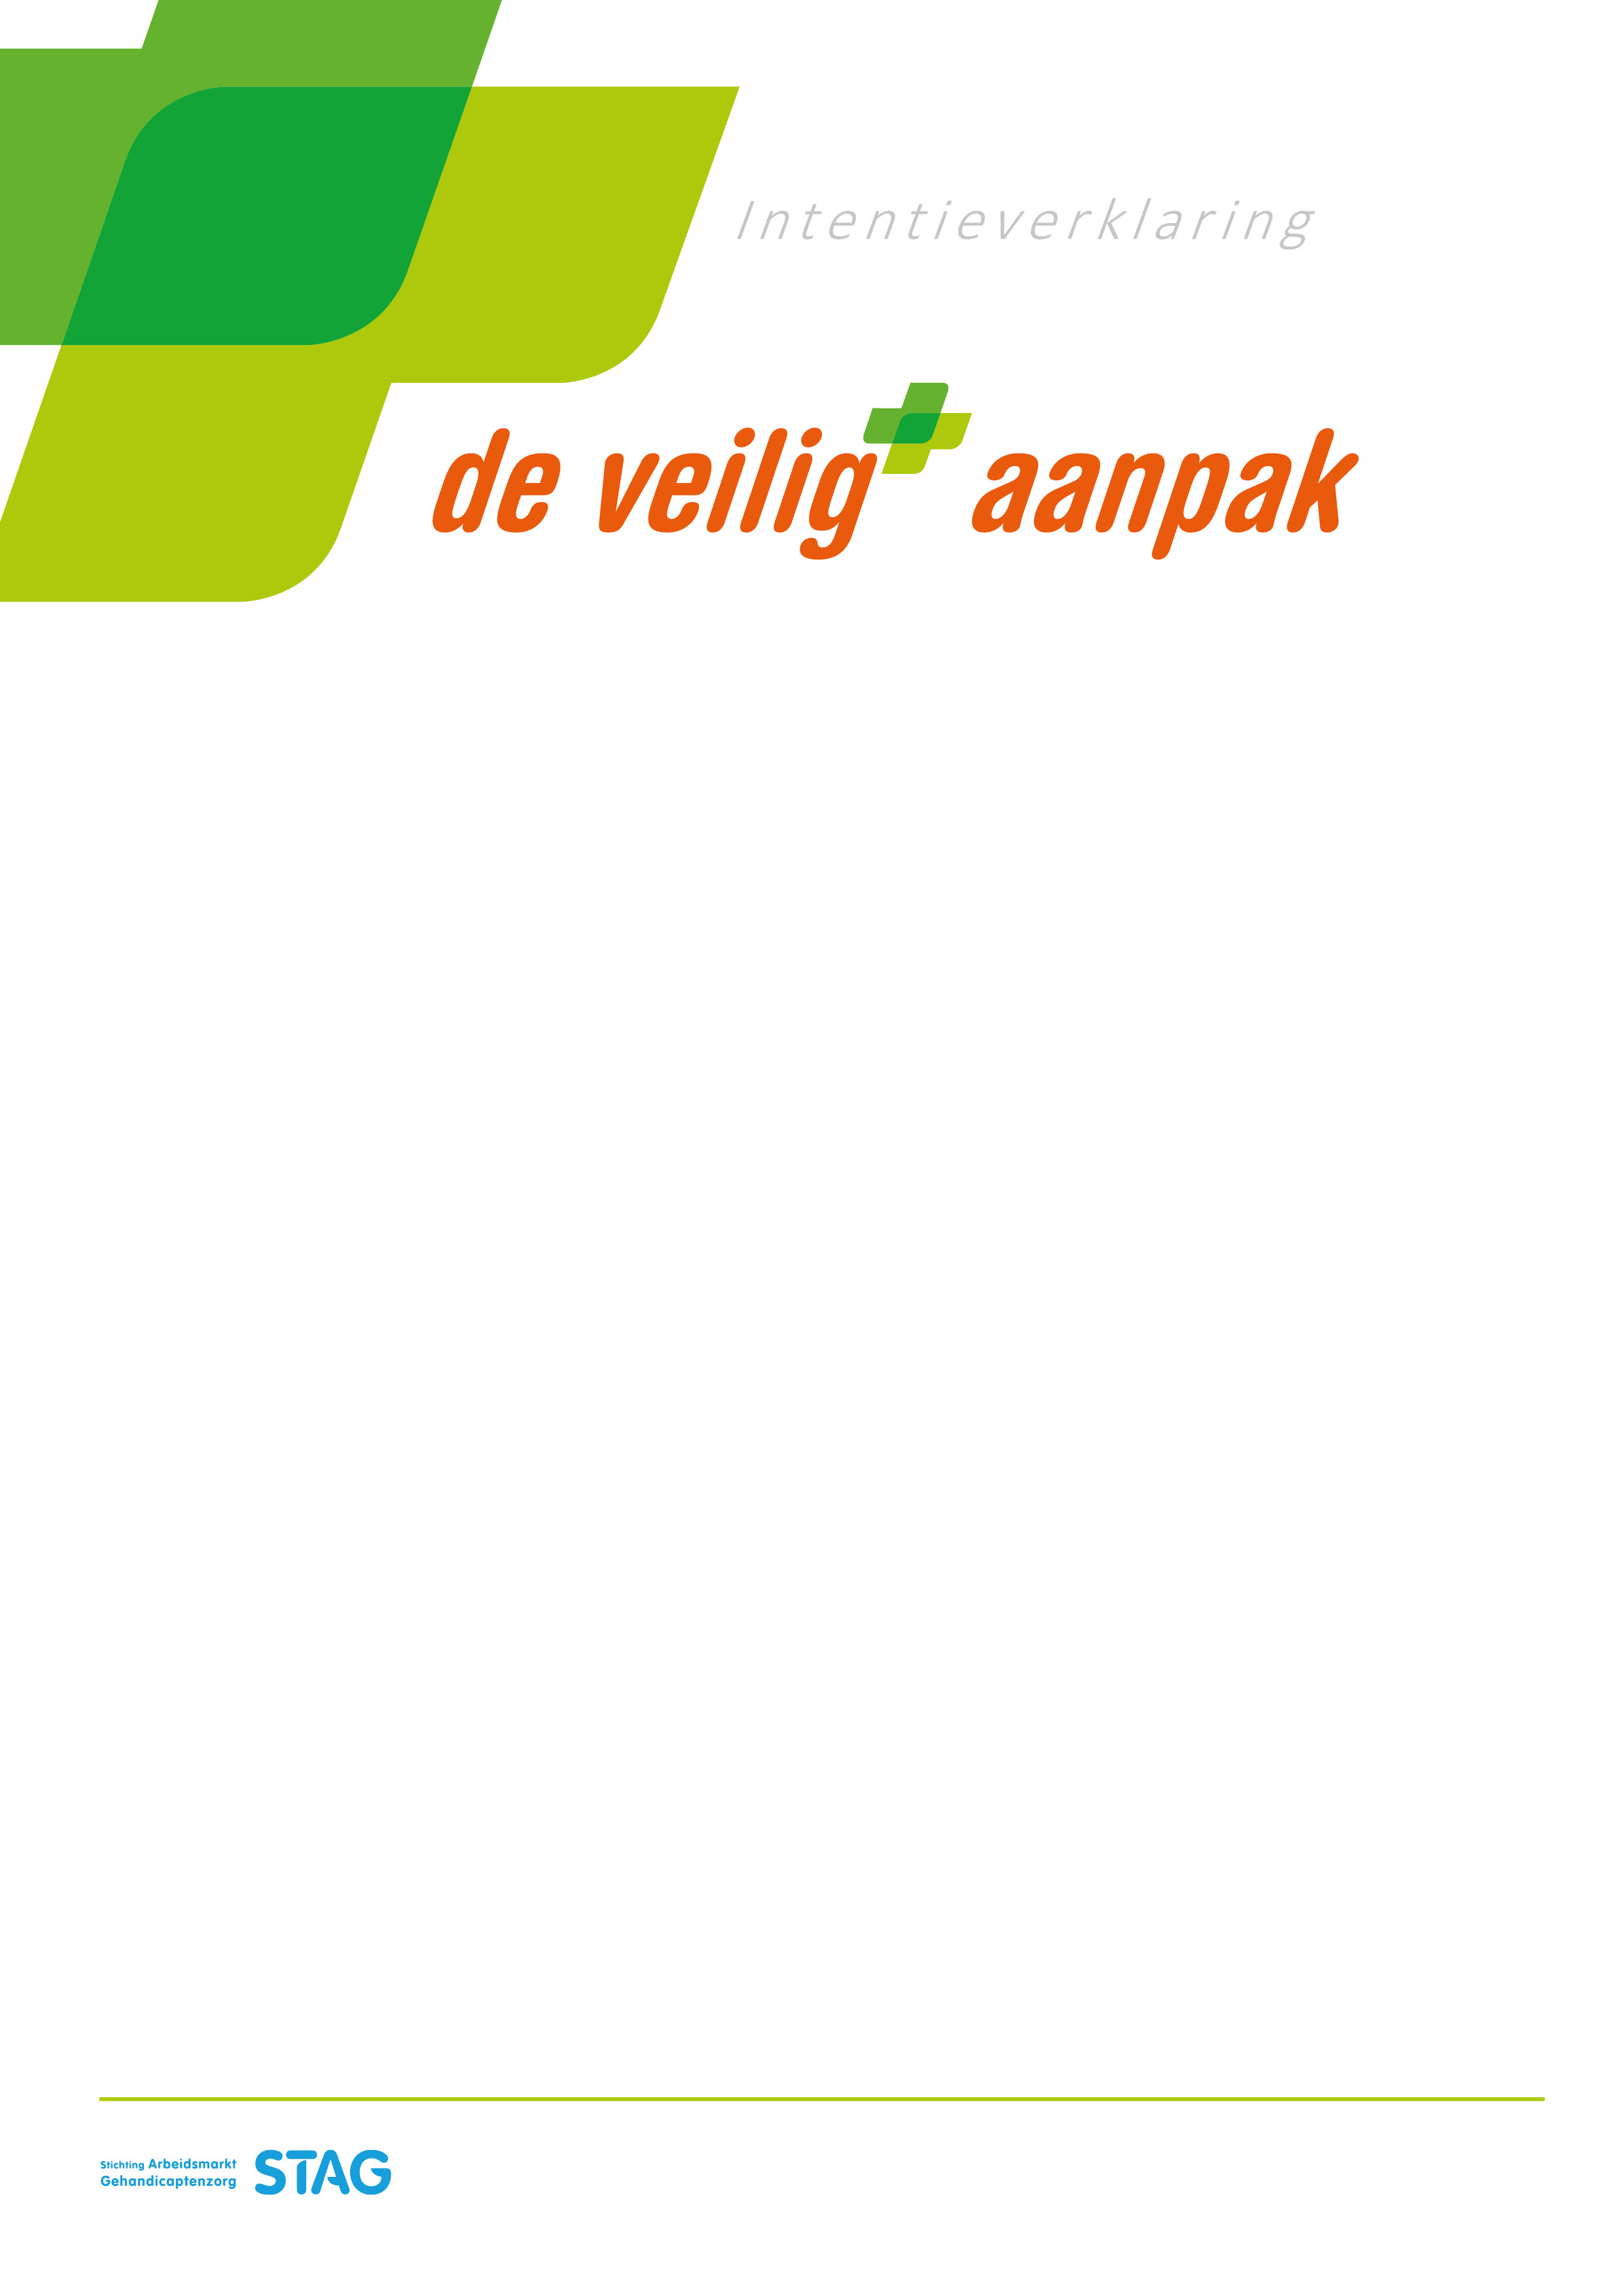 Intentieverklaring
de veilig+ aanpak
Stichting Arbeidsmarkt
Gehandicaptenzorg
STAG